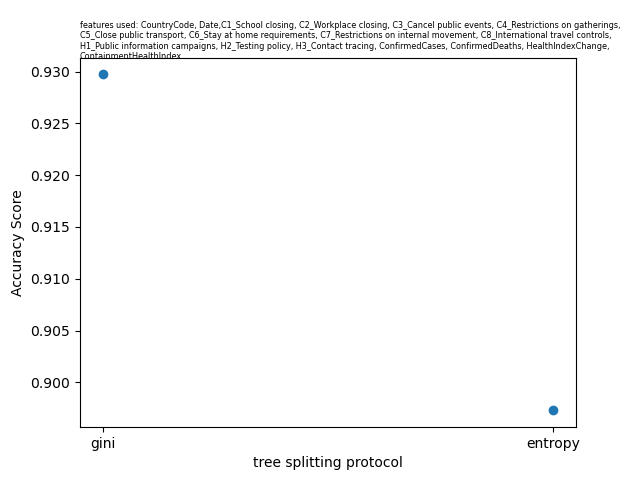 features used: CountryCode, Date,C1_School closing, C2_Workplace closing, C3_Cancel public events, C4_Restrictions on gatherings,
C5_Close public transport, C6_Stay at home requirements, C7_Restrictions on internal movement, C8_International travel controls,
H1_Public information campaigns, H2_Testing policy, H3_Contact tracing, ConfirmedCases, ConfirmedDeaths, HealthIndexChange,
ContainmentHealthIndex
0.930
0.925
0.920
0.915
0.910
0.905
0.900
Accuracy Score
gini
entropy
tree splitting protocol